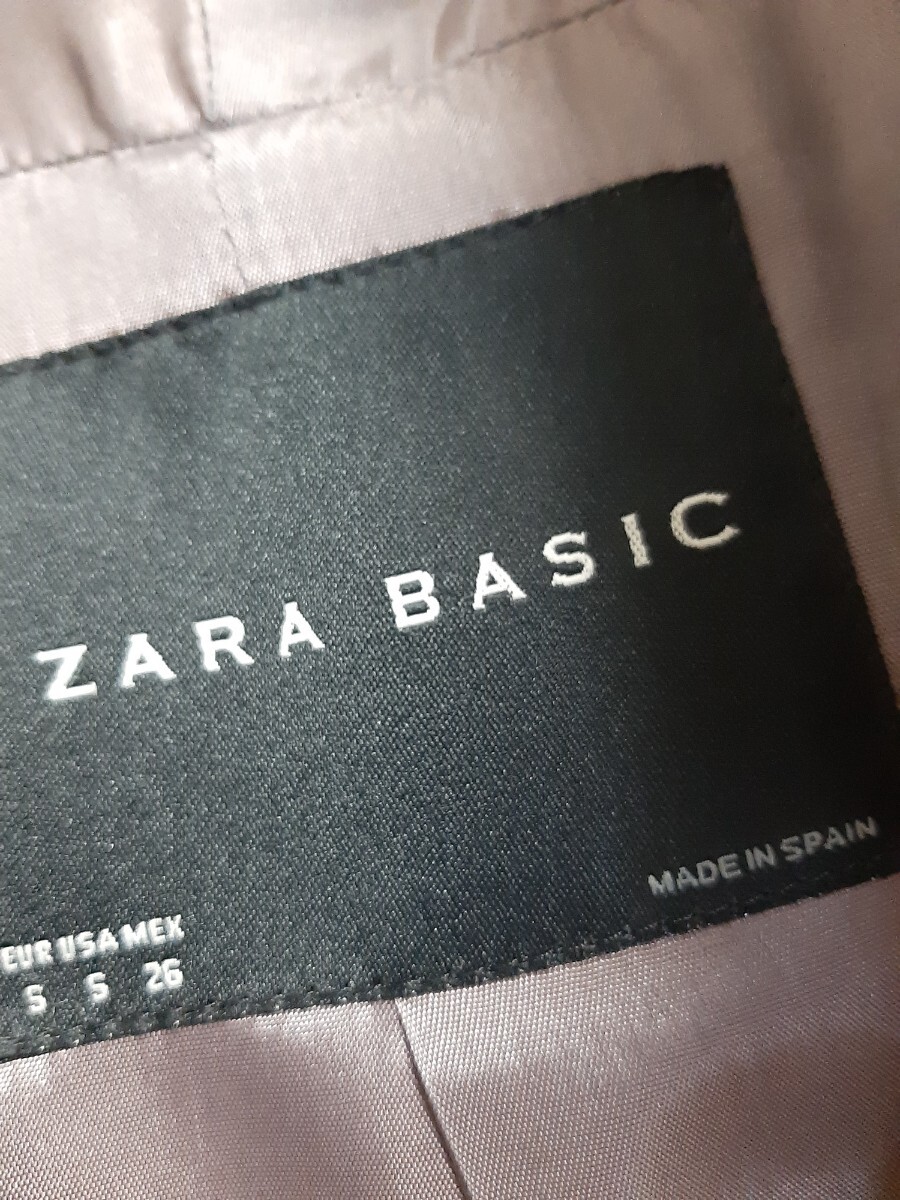 ZARA BASIC
MADE IN SPAIN
EUR USA MEX
S S 26